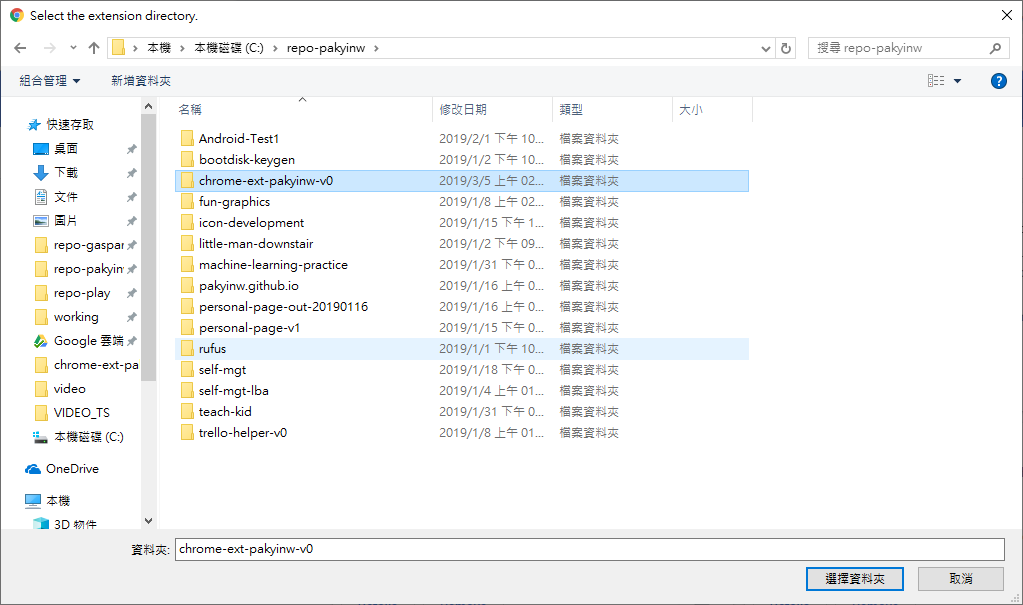 Select the extension directory.
本機 本機磁碟 (C:) repo-pakyinw
搜尋 repo-pakyinw
組合管理 新增資料夾
名稱 修改日期 類型 大小
快速存取
桌面
下載
文件
圖片
repo-gaspar
repo-pakyin
repo-play
working
Google 雲端
chrome-ext-pa
video
VIDEO_TS
本機磁碟 (C:)
OneDrive
本機
3D 物件
Android-Test1 2019/2/1 下午 10... 檔案資料夾
bootdisk-keygen 2019/1/2 下午 10... 檔案資料夾
chrome-ext-pakyinw-v0 2019/3/5 上午 02... 檔案資料夾
fun-graphics 2019/1/8 上午 02... 檔案資料夾
icon-development 2019/1/15 下午 1... 檔案資料夾
little-man-downstair 2019/1/2 下午 09... 檔案資料夾
machine-learning-practice 2019/1/31 下午 0... 檔案資料夾
pakyinw.github.io 2019/1/16 上午 0... 檔案資料夾
personal-page-out-20190116 2019/1/16 上午 0... 檔案資料夾
personal-page-v1 2019/1/15 下午 0... 檔案資料夾
rufus 2019/1/1 下午 10... 檔案資料夾
self-mgt 2019/1/18 下午 0... 檔案資料夾
self-mgt-lba 2019/1/4 上午 01... 檔案資料夾
teach-kid 2019/1/31 下午 0... 檔案資料夾
trello-helper-v0 2019/1/8 上午 01... 檔案資料夾
資料夾: chrome-ext-pakyinw-v0
選擇資料夾 取消